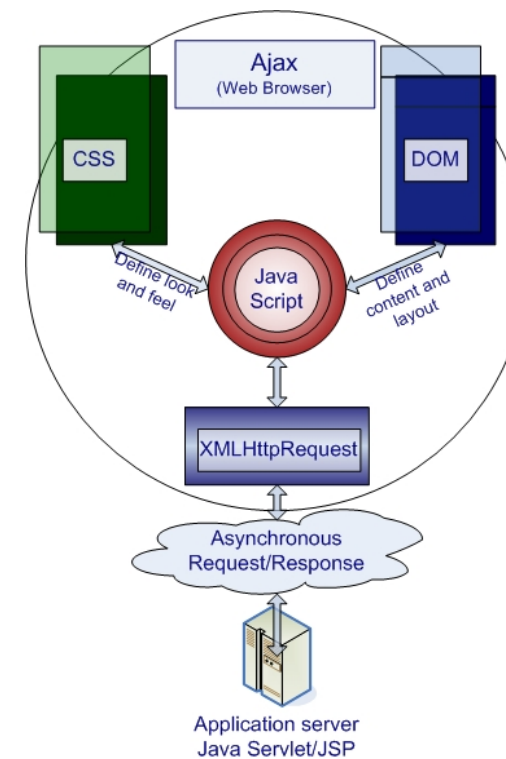 Ajax
(Web Browser)
CSS
DOM
Define look
and feel
Java
Script
Define
content and
layout
XMLHttpRequest
Asynchronous
Request/Response
Application server
Java Servlet/JSP